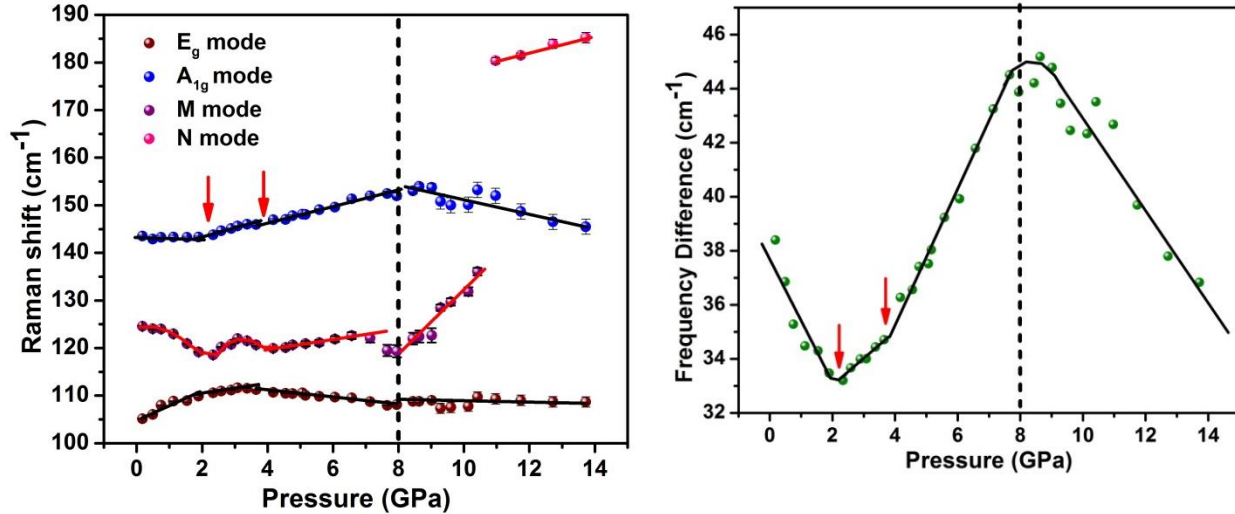 190
180
170
160
150
140
130
120
110
100
Raman shift (cm⁻¹)
E_g mode
A_1g mode
M mode
N mode
0 2 4 6 8 10 12 14
Pressure (GPa)
46
44
42
40
38
36
34
32
Frequency Difference (cm⁻¹)
0 2 4 6 8 10 12 14
Pressure (GPa)